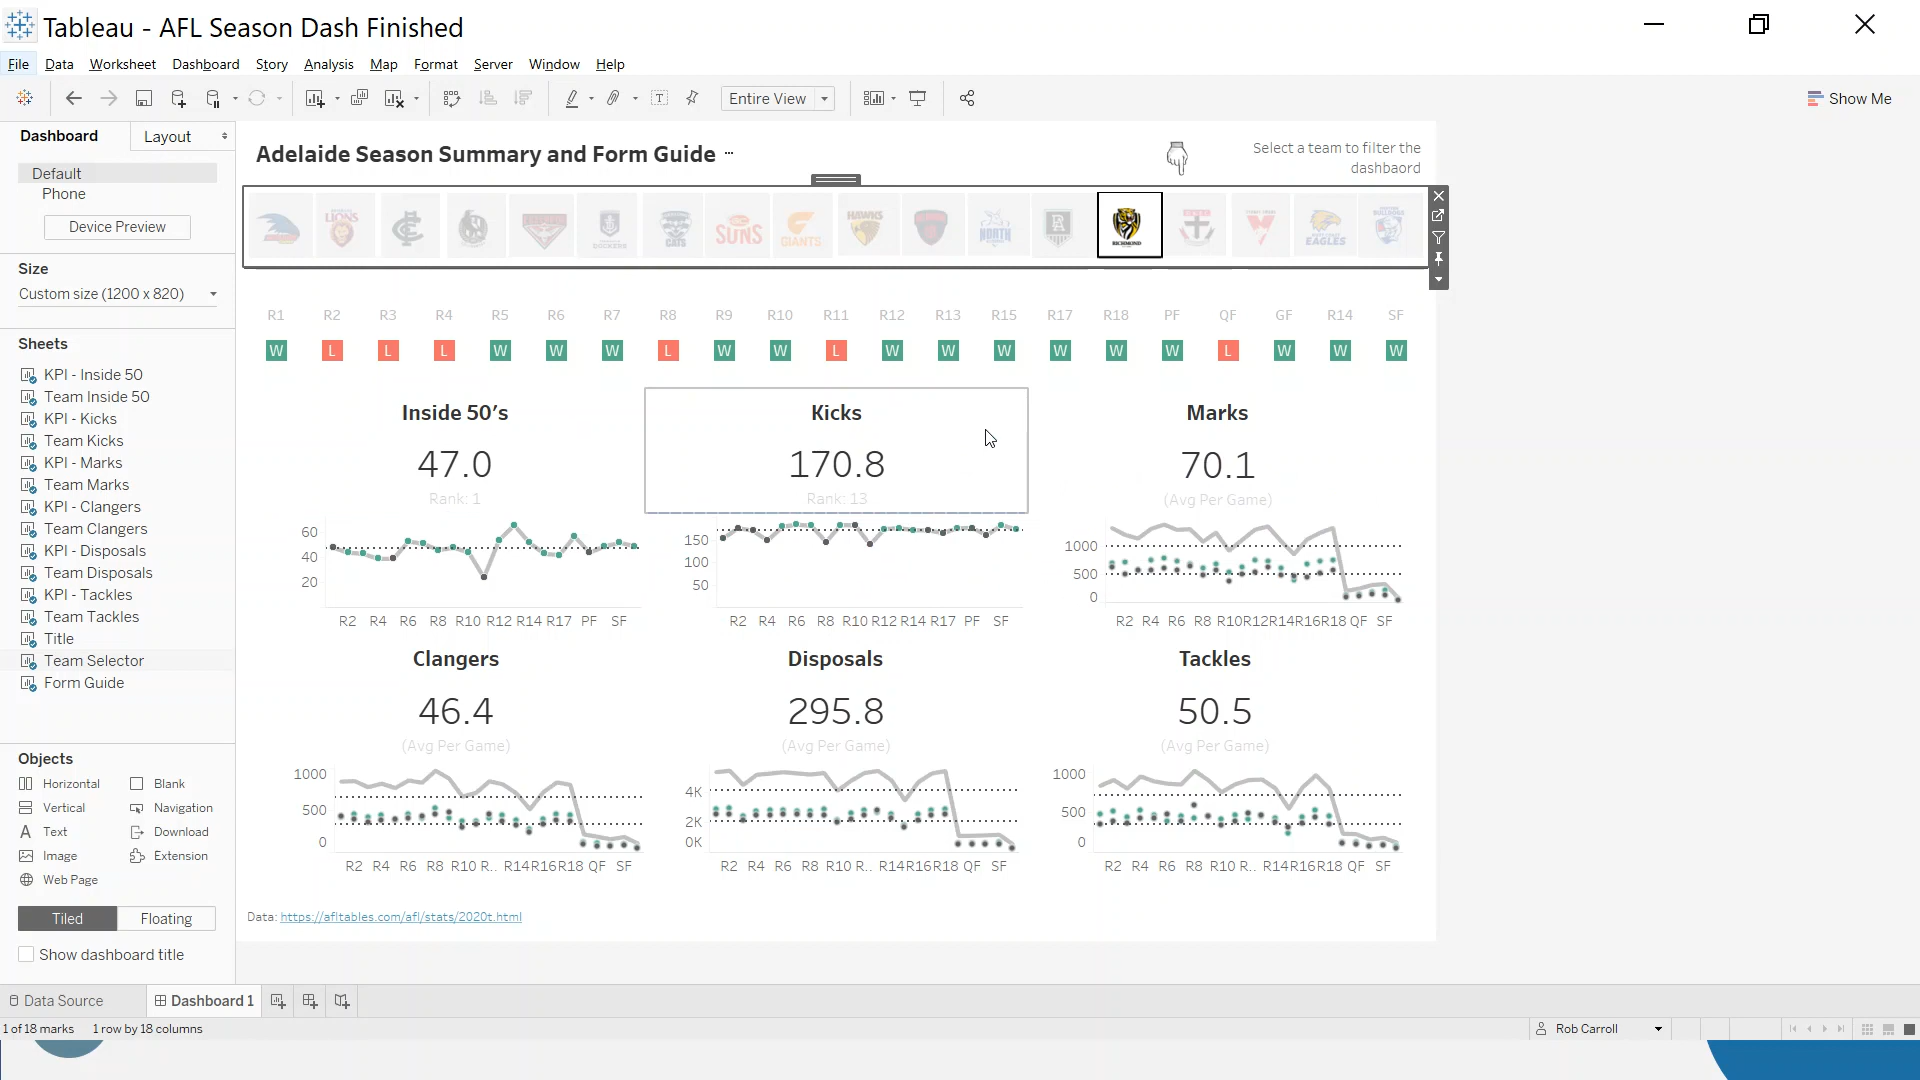 Tableau - AFL Season Dash Finished
File Data Worksheet Dashboard Story Analysis Map Format Server Window Help
Entire View
Show Me
Dashboard Layout
Default
Phone
Device Preview
Size
Custom size (1200 x 820)
Sheets
KPI - Inside 50
Team Inside 50
KPI - Kicks
Team Kicks
KPI - Marks
Team Marks
KPI - Clangers
Team Clangers
KPI - Disposals
Team Disposals
KPI - Tackles
Team Tackles
Title
Team Selector
Form Guide
Objects
Horizontal Blank
Vertical Navigation
Text Download
Image Extension
Web Page
Tiled Floating
Show dashboard title
Adelaide Season Summary and Form Guide
Select a team to filter the
dashbaord
LIONS CATS SUNS GIANTS HAWKS NORTH RICHMOND EAGLES
R1 R2 R3 R4 R5 R6 R7 R8 R9 R10 R11 R12 R13 R15 R17 R18 PF QF GF R14 SF
W L L L W W W L W W L W W W W W W L W W W
Inside 50's
47.0
Rank: 1
60
40
20
R2 R4 R6 R8 R10 R12 R14 R17 PF SF
Kicks
170.8
Rank: 13
150
100
50
R2 R4 R6 R8 R10 R12 R14 R17 PF SF
Marks
70.1
(Avg Per Game)
1000
500
0
R2 R4 R6 R8 R10R12R14R16R18 QF SF
Clangers
46.4
(Avg Per Game)
1000
500
0
R2 R4 R6 R8 R10 R.. R14R16R18 QF SF
Disposals
295.8
(Avg Per Game)
4K
2K
0K
R2 R4 R6 R8 R10 R.. R14R16R18 QF SF
Tackles
50.5
(Avg Per Game)
1000
500
0
R2 R4 R6 R8 R10 R.. R14R16R18 QF SF
Data: https://afltables.com/afl/stats/2020t.html
Data Source Dashboard 1
1 of 18 marks 1 row by 18 columns
Rob Carroll